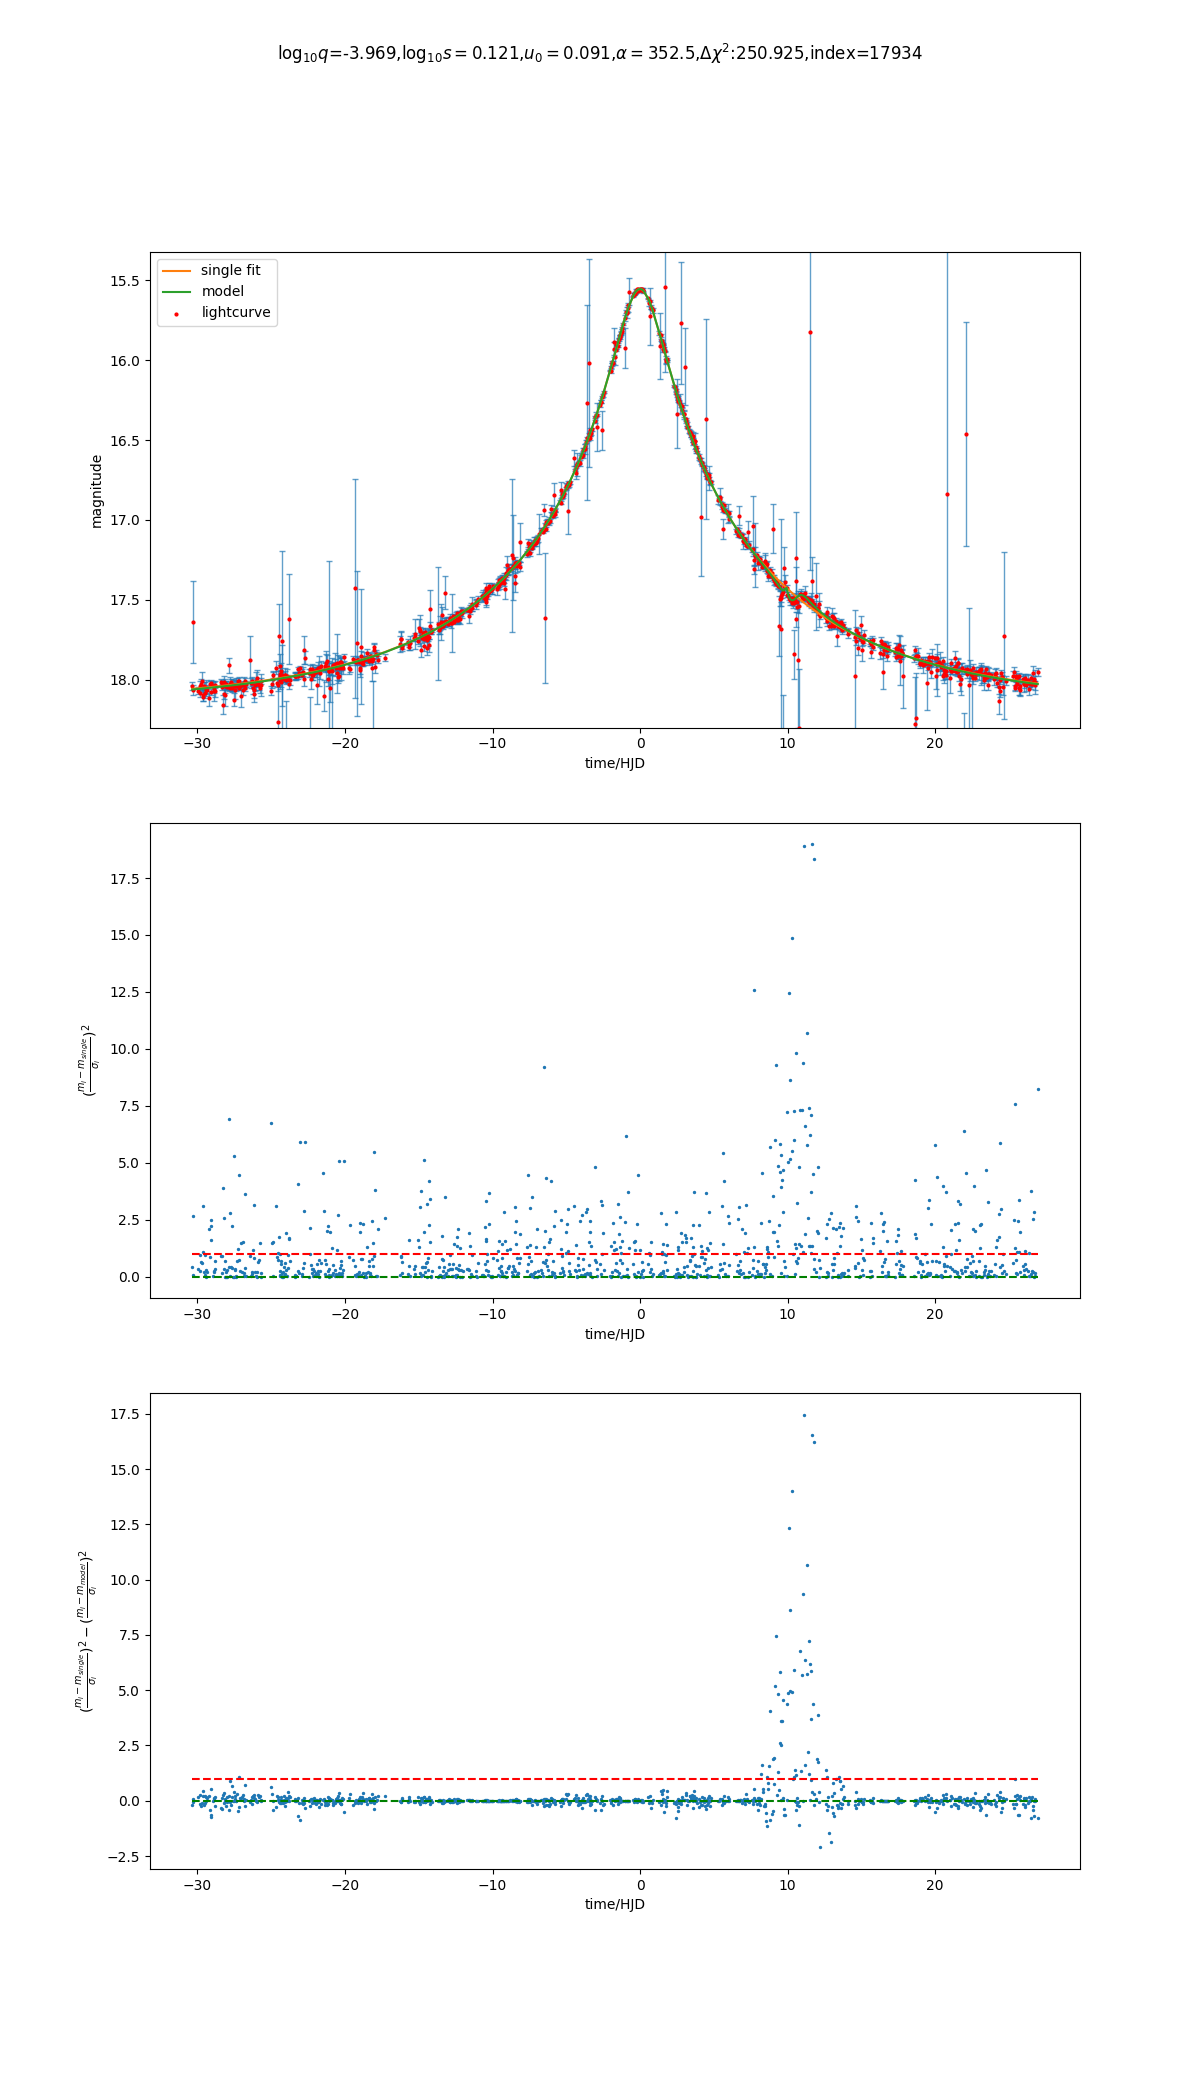 log₁₀q=-3.969,log₁₀s = 0.121,u₀ = 0.091,α = 352.5,Δχ²:250.925,index=17934
single fit
model
lightcurve
15.5
16.0
16.5
17.0
17.5
18.0
magnitude
−30 −20 −10 0 10 20
time/HJD
17.5
15.0
12.5
10.0
7.5
5.0
2.5
0.0
((mᵢ − m_single)/σᵢ)²
−30 −20 −10 0 10 20
time/HJD
17.5
15.0
12.5
10.0
7.5
5.0
2.5
0.0
−2.5
((mᵢ − m_single)/σᵢ)² − ((mᵢ − m_model)/σᵢ)²
−30 −20 −10 0 10 20
time/HJD